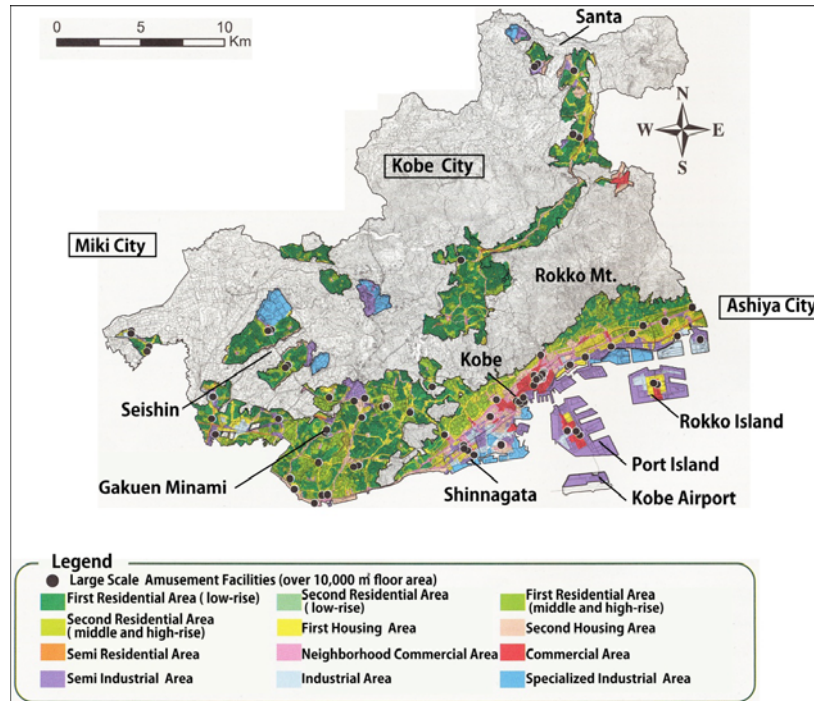 0 5 10
Km
Santa
N
W E
S
Kobe City
Miki City
Rokko Mt.
Ashiya City
Kobe
Seishin
Rokko Island
Port Island
Gakuen Minami
Shinnagata
Kobe Airport
Legend
Large Scale Amusement Facilities (over 10,000 ㎡ floor area)
First Residential Area ( low-rise)
Second Residential Area
( low-rise)
First Residential Area
(middle and high-rise)
Second Residential Area
( middle and high-rise)
First Housing Area
Second Housing Area
Semi Residential Area
Neighborhood Commercial Area
Commercial Area
Semi Industrial Area
Industrial Area
Specialized Industrial Area